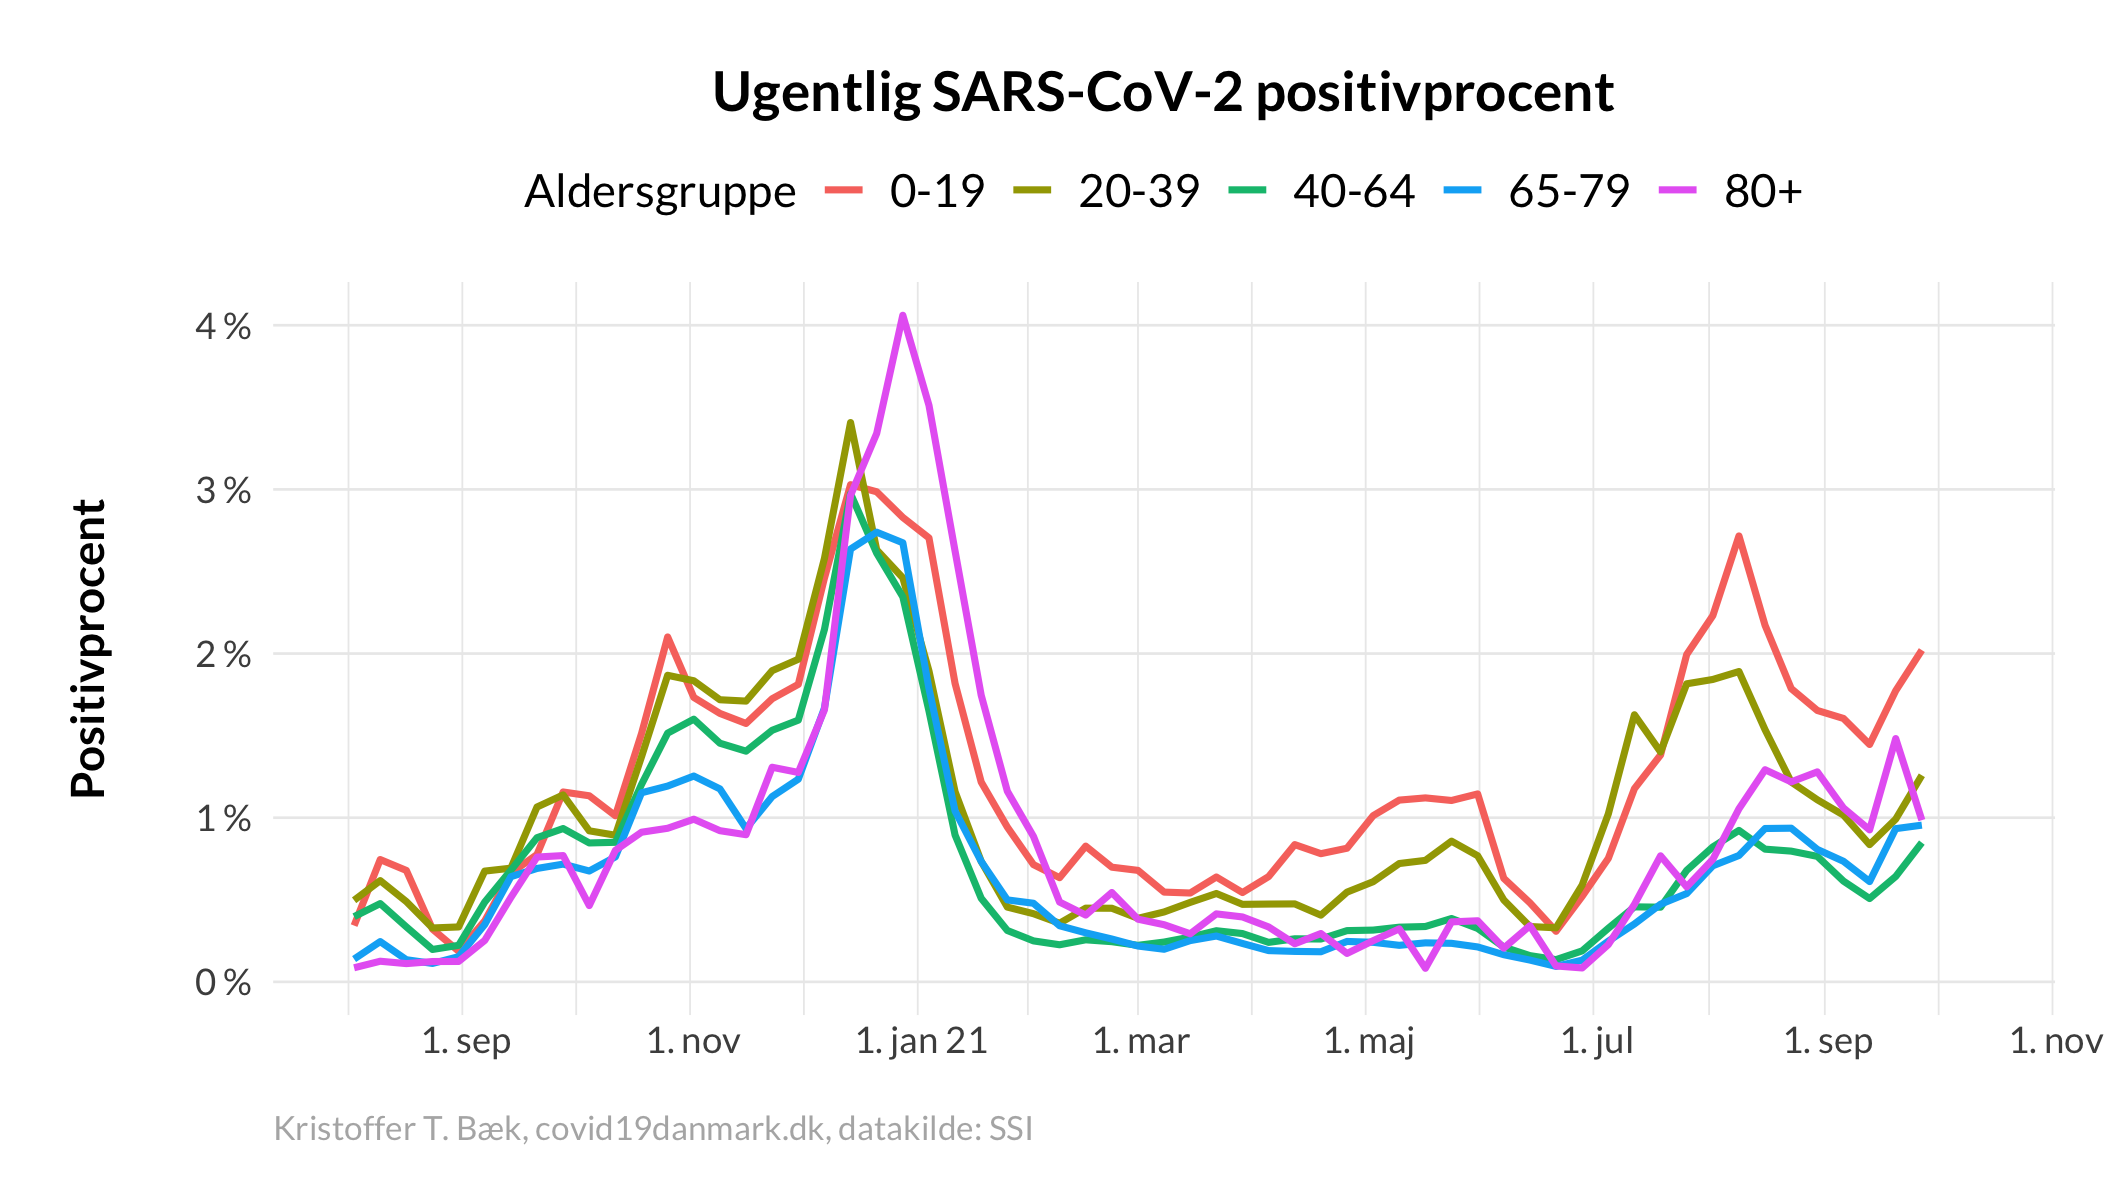 Ugentlig SARS-CoV-2 positivprocent
Aldersgruppe 0-19 20-39 40-64 65-79 80+
Positivprocent
4 %
3 %
2 %
1 %
0 %
1. sep 1. nov 1. jan 21 1. mar 1. maj 1. jul 1. sep 1. nov
Kristoffer T. Bæk, covid19danmark.dk, datakilde: SSI